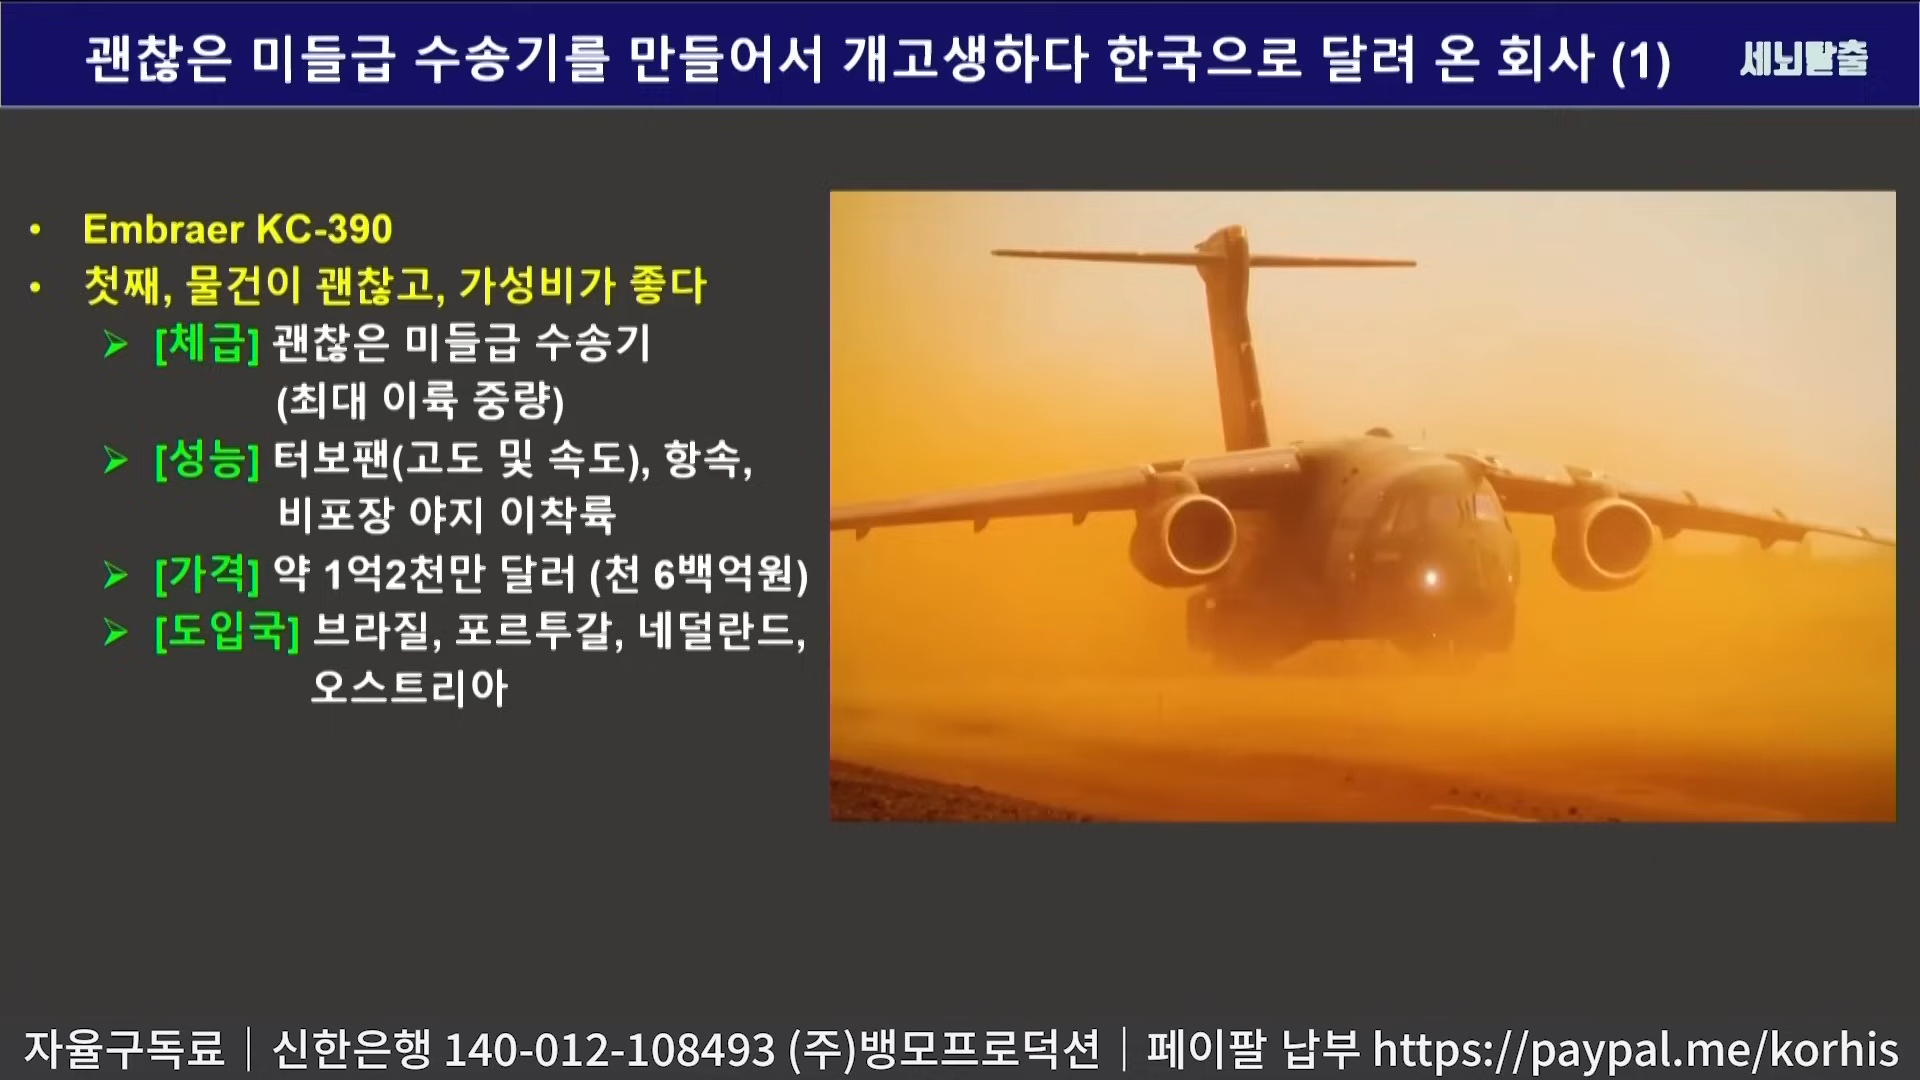 괜찮은 미들급 수송기를 만들어서 개고생하다 한국으로 달려 온 회사 (1)
세뇌탈출
• Embraer KC-390
• 첫째, 물건이 괜찮고, 가성비가 좋다
➢ [체급] 괜찮은 미들급 수송기
(최대 이륙 중량)
➢ [성능] 터보팬(고도 및 속도), 항속,
비포장 야지 이착륙
➢ [가격] 약 1억2천만 달러 (천 6백억원)
➢ [도입국] 브라질, 포르투갈, 네덜란드,
오스트리아
자율구독료│신한은행 140-012-108493 (주)뱅모프로덕션│페이팔 납부 https://paypal.me/korhis